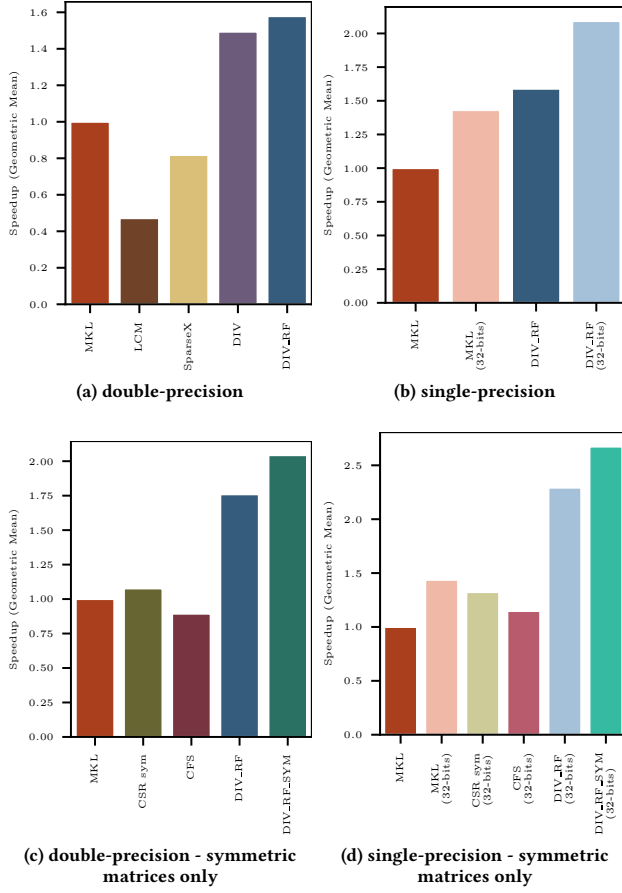 Speedup (Geometric Mean)
1.6
1.4
1.2
1.0
0.8
0.6
0.4
0.2
0.0
MKL
LCM
SparseX
DIV
DIV_RF
(a) double-precision
Speedup (Geometric Mean)
2.00
1.75
1.50
1.25
1.00
0.75
0.50
0.25
0.00
MKL
MKL
(32-bits)
DIV_RF
DIV_RF
(32-bits)
(b) single-precision
Speedup (Geometric Mean)
2.00
1.75
1.50
1.25
1.00
0.75
0.50
0.25
0.00
MKL
CSR sym
CFS
DIV_RF
DIV_RF_SYM
(c) double-precision - symmetric
matrices only
Speedup (Geometric Mean)
2.5
2.0
1.5
1.0
0.5
0.0
MKL
MKL
(32-bits)
CSR sym
(32-bits)
CFS
(32-bits)
DIV_RF
(32-bits)
DIV_RF_SYM
(32-bits)
(d) single-precision - symmetric
matrices only